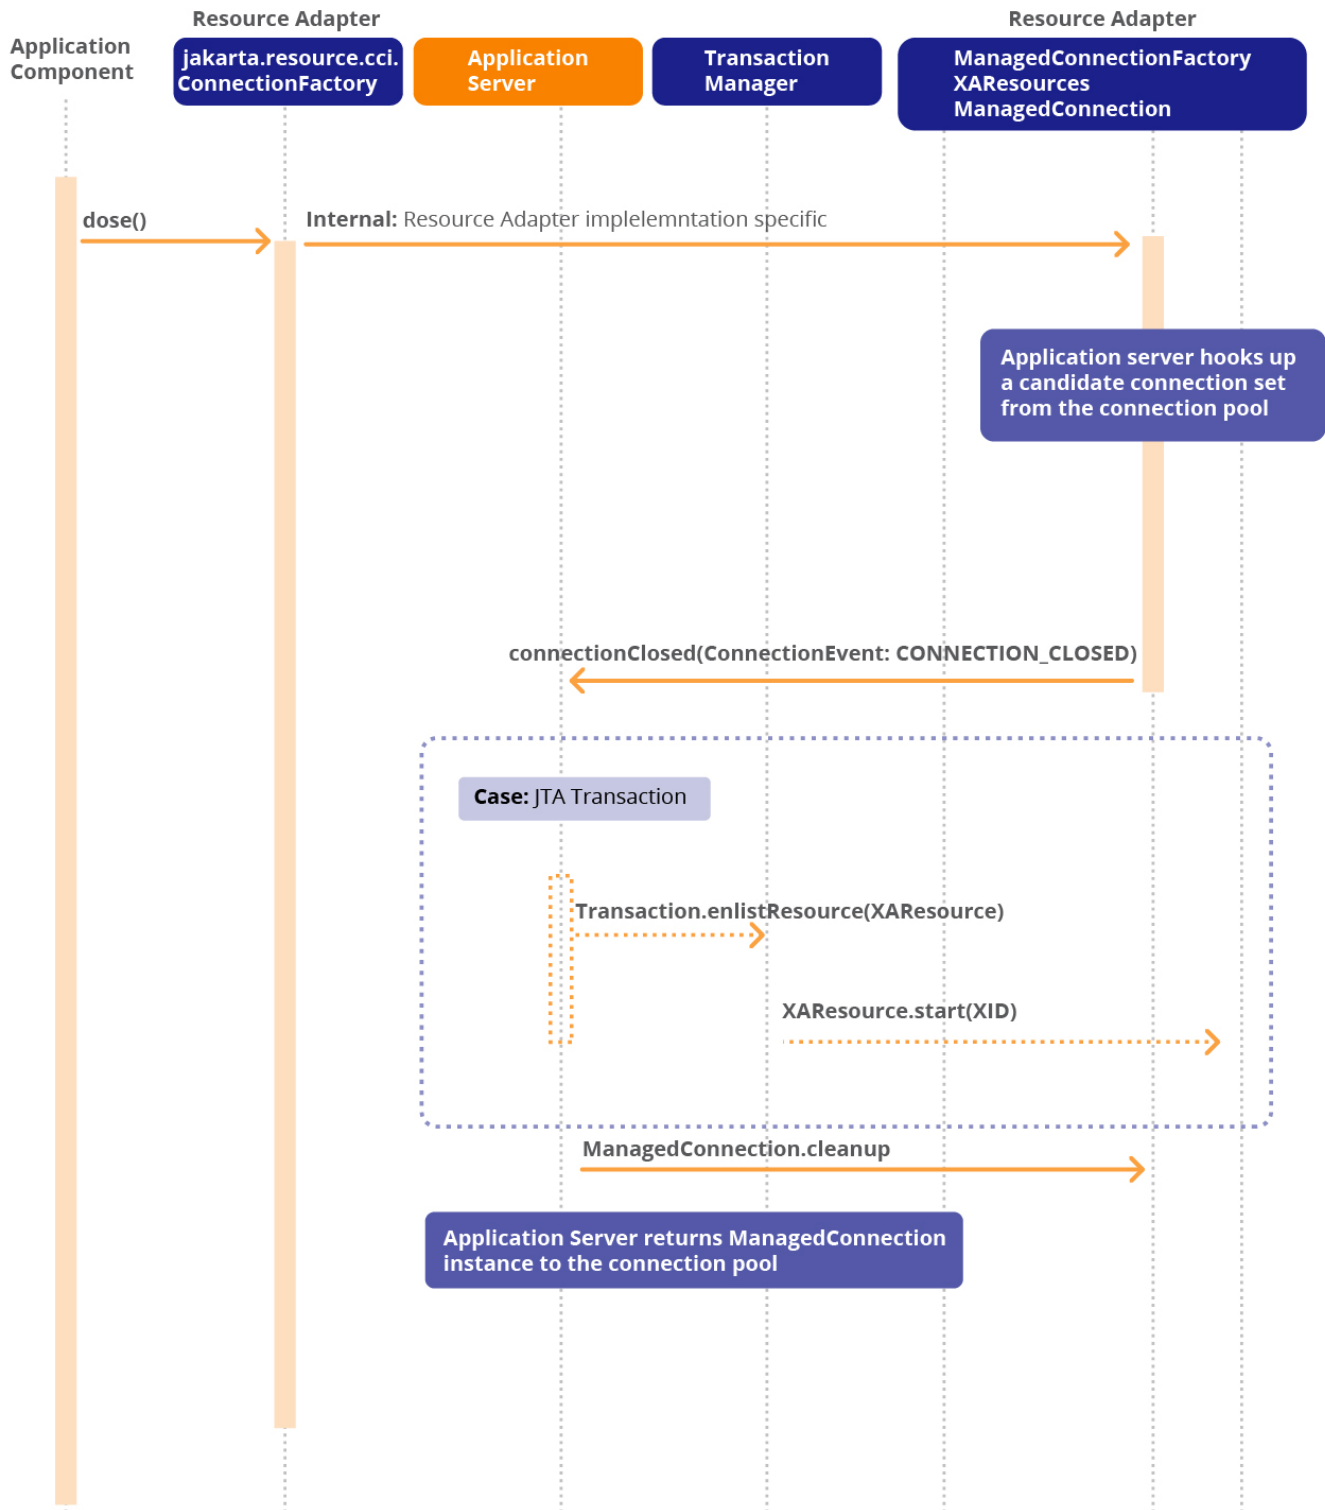 Resource Adapter
Resource Adapter
Application
Component
jakarta.resource.cci.
ConnectionFactory
Application
Server
Transaction
Manager
ManagedConnectionFactory
XAResources
ManagedConnection
dose()
Internal: Resource Adapter implelemntation specific
Application server hooks up
a candidate connection set
from the connection pool
connectionClosed(ConnectionEvent: CONNECTION_CLOSED)
Case: JTA Transaction
Transaction.enlistResource(XAResource)
XAResource.start(XID)
ManagedConnection.cleanup
Application Server returns ManagedConnection
instance to the connection pool